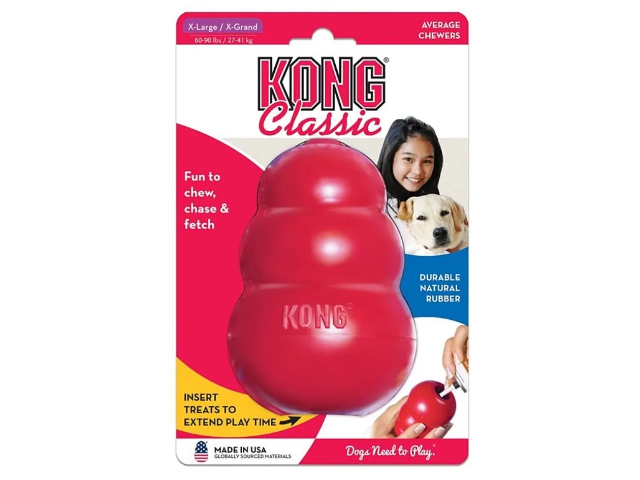 X-Large / X-Grand
60-90 lbs / 27-41 kg
AVERAGE
CHEWERS
KONG®
Classic
Fun to
chew,
chase &
fetch
DURABLE
NATURAL
RUBBER
KONG®
INSERT
TREATS TO
EXTEND PLAY TIME
MADE IN USA
GLOBALLY SOURCED MATERIALS
Dogs Need to Play.®